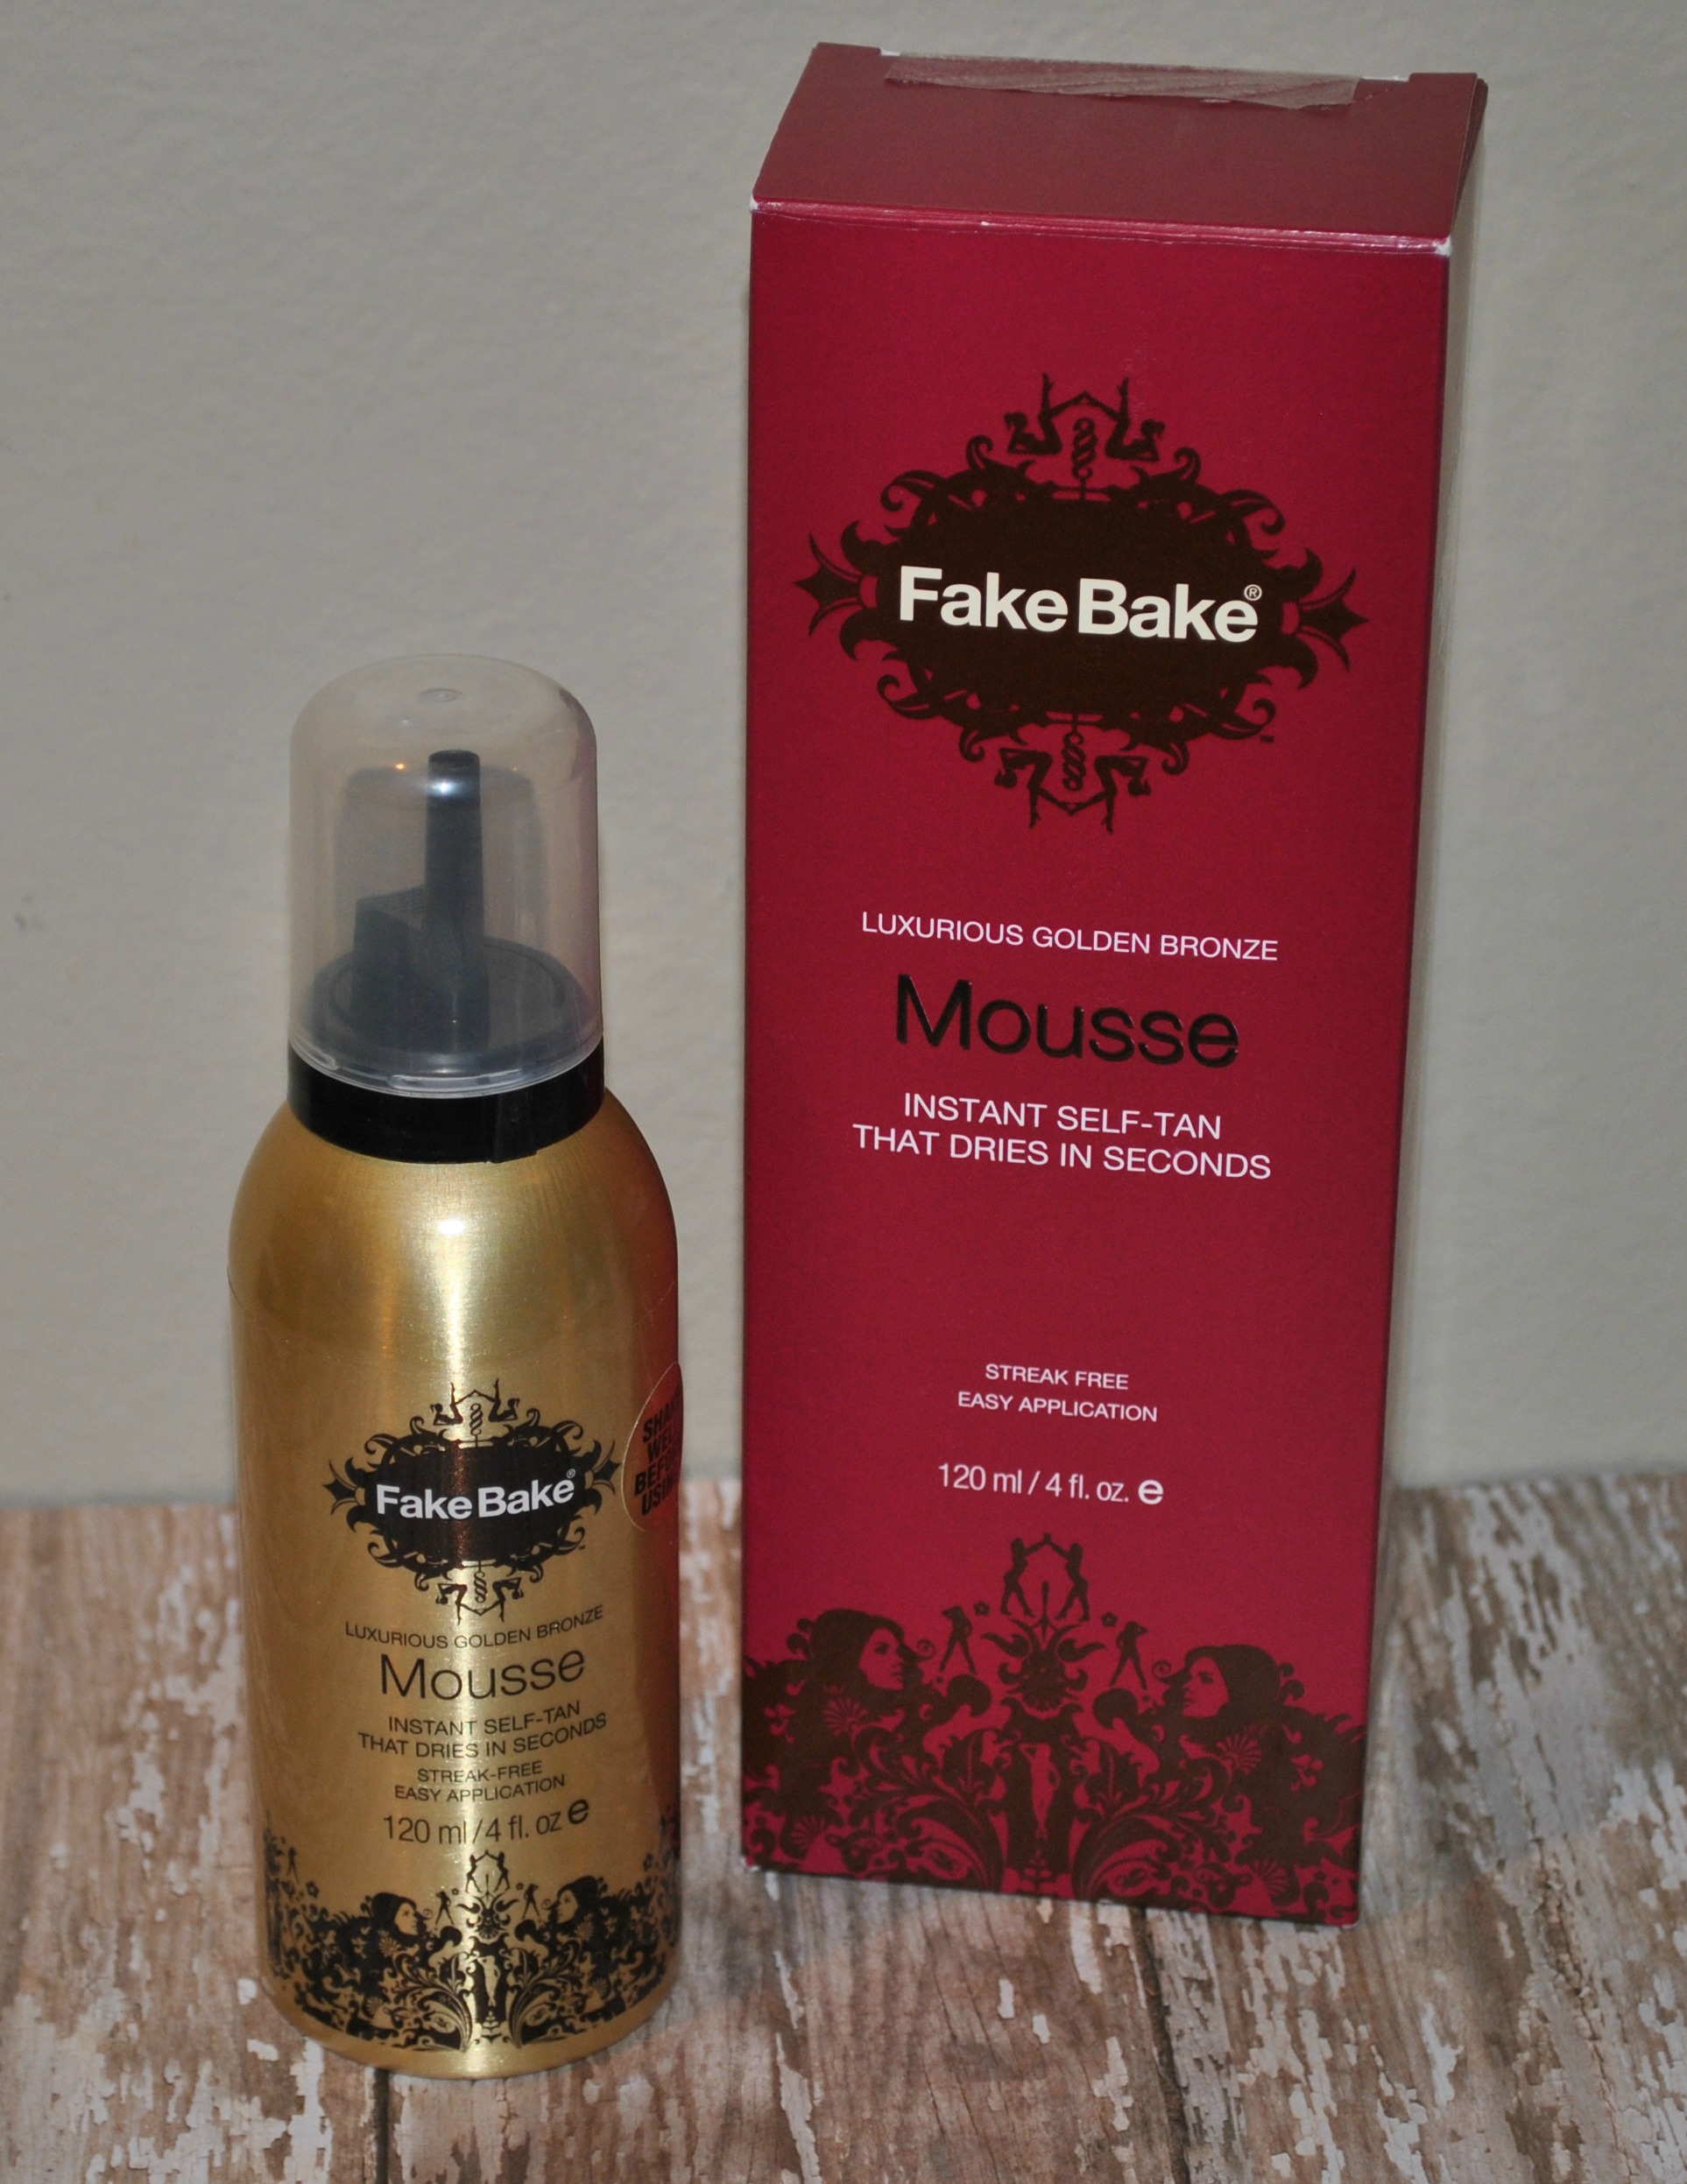 Fake Bake®
LUXURIOUS GOLDEN BRONZE
Mousse
INSTANT SELF-TAN
THAT DRIES IN SECONDS
STREAK-FREE
EASY APPLICATION
120 ml/4 fl. oz e
Fake Bake®
™
LUXURIOUS GOLDEN BRONZE
Mousse
INSTANT SELF-TAN
THAT DRIES IN SECONDS
STREAK FREE
EASY APPLICATION
120 ml / 4 fl. oz. e